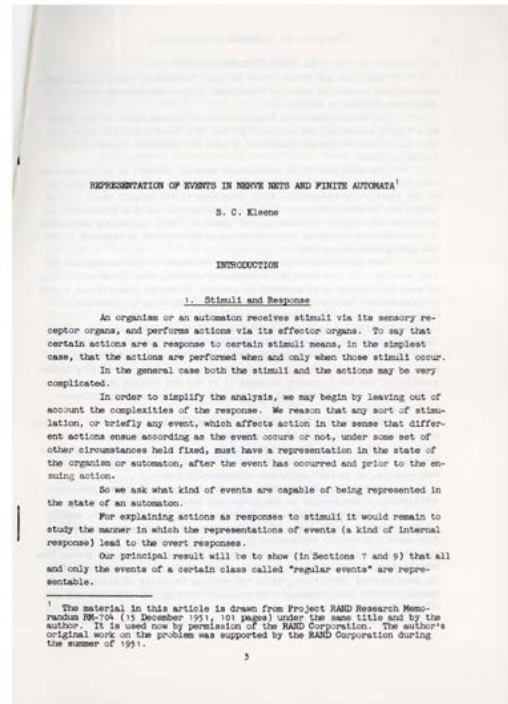 REPRESENTATION OF EVENTS IN NERVE NETS AND FINITE AUTOMATA¹
S. C. Kleene
INTRODUCTION
1. Stimuli and Response
An organism or an automaton receives stimuli via its sensory re-
ceptor organs, and performs actions via its effector organs. To say that
certain actions are a response to certain stimuli means, in the simplest
case, that the actions are performed when and only when those stimuli occur.
In the general case both the stimuli and the actions may be very
complicated.
In order to simplify the analysis, we may begin by leaving out of
account the complexities of the response. We reason that any sort of stimu-
lation, or briefly any event, which affects action in the sense that differ-
ent actions ensue according as the event occurs or not, under some set of
other circumstances held fixed, must have a representation in the state of
the organism or automaton, after the event has occurred and prior to the en-
suing action.
So we ask what kind of events are capable of being represented in
the state of an automaton.
For explaining actions as responses to stimuli it would remain to
study the manner in which the representations of events (a kind of internal
response) lead to the overt responses.
Our principal result will be to show (in Sections 7 and 9) that all
and only the events of a certain class called "regular events" are repre-
sentable.
1 The material in this article is drawn from Project RAND Research Memo-
randum RM-704 (15 December 1951, 101 pages) under the same title and by the
author. It is used now by permission of the RAND Corporation. The author's
original work on the problem was supported by the RAND Corporation during
the summer of 1951.
3